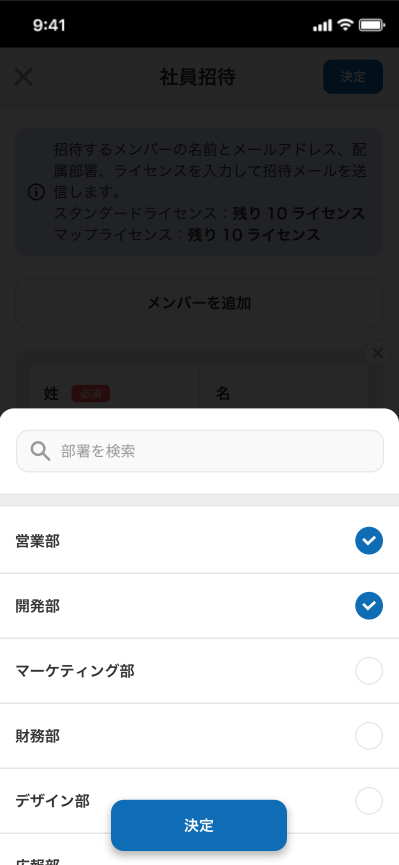 9:41
社員招待
決定
招待するメンバーの名前とメールアドレス、配
属部署、ライセンスを入力して招待メールを送
信します。
スタンダードライセンス：残り 10 ライセンス
マップライセンス：残り 10 ライセンス
メンバーを追加
姓 必須 名
部署を検索
営業部
開発部
マーケティング部
財務部
デザイン部
決定
広報部